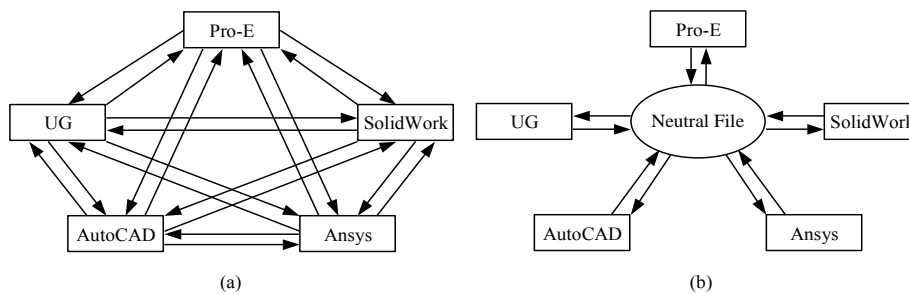 Pro-E
UG
SolidWork
AutoCAD
Ansys
(a)
Pro-E
UG
Neutral File
SolidWork
AutoCAD
Ansys
(b)